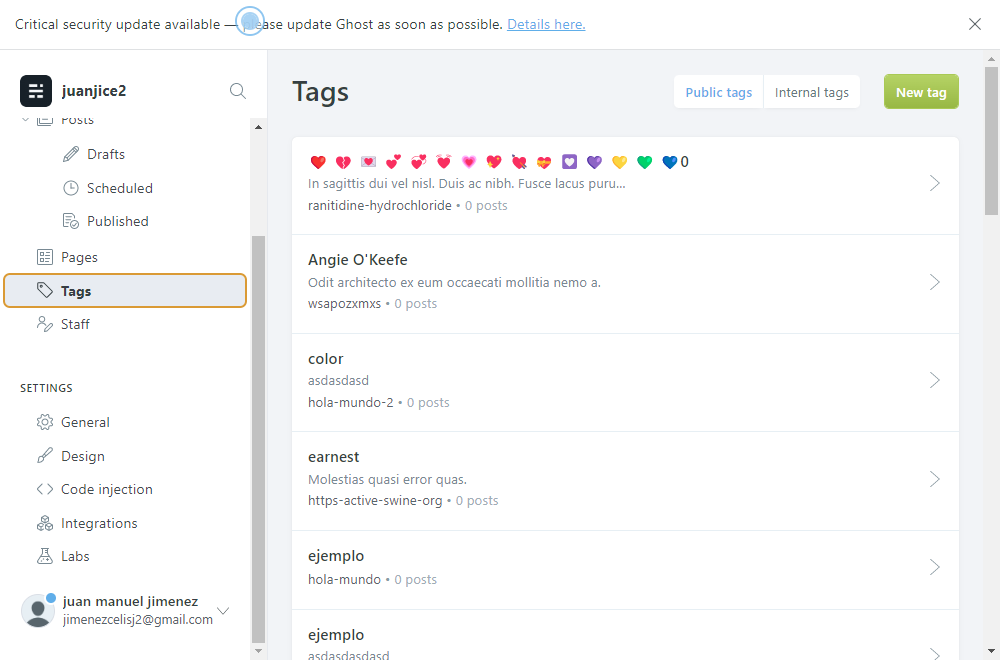 Critical security update available — please update Ghost as soon as possible. Details here.
juanjice2
Posts
Drafts
Scheduled
Published
Pages
Tags
Staff
SETTINGS
General
Design
Code injection
Integrations
Labs
juan manuel jimenez
jimenezcelisj2@gmail.com
Tags
Public tags
Internal tags
New tag
❤️ 💔 💌 💕 💞 💓 💗 💖 💘 💝 💟 💜 💛 💚 💙 0
In sagittis dui vel nisl. Duis ac nibh. Fusce lacus puru...
ranitidine-hydrochloride • 0 posts
Angie O'Keefe
Odit architecto ex eum occaecati mollitia nemo a.
wsapozxmxs • 0 posts
color
asdasdasd
hola-mundo-2 • 0 posts
earnest
Molestias quasi error quas.
https-active-swine-org • 0 posts
ejemplo
hola-mundo • 0 posts
ejemplo
asdasdasdasd